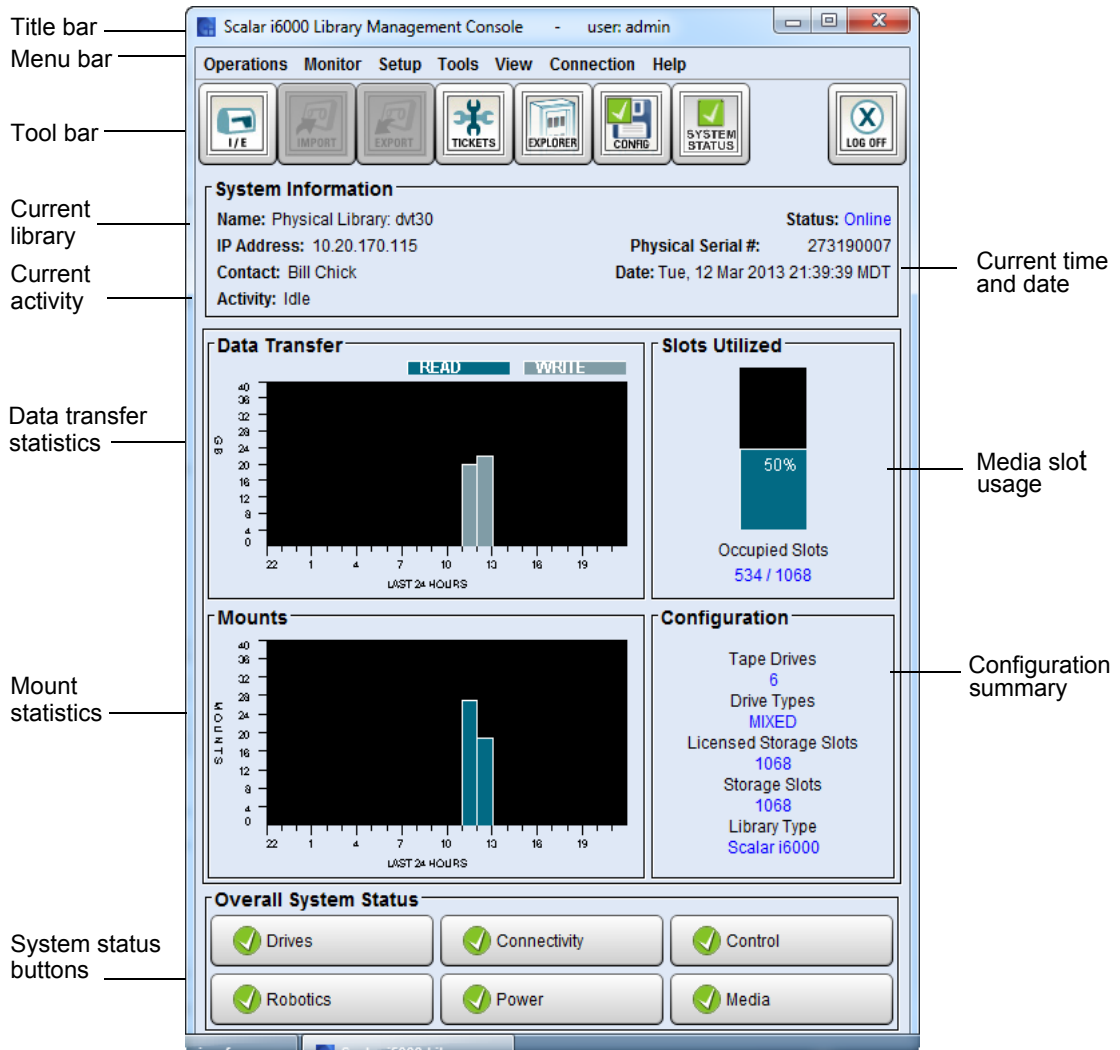 Title bar
Scalar i6000 Library Management Console - user: admin
Menu bar
Operations Monitor Setup Tools View Connection Help
Tool bar
I/E
IMPORT
EXPORT
TICKETS
EXPLORER
CONFIG
SYSTEM STATUS
LOG OFF
System Information
Current library
Name: Physical Library: dvt30
Status: Online
IP Address: 10.20.170.115
Physical Serial #: 273190007
Current activity
Contact: Bill Chick
Date: Tue, 12 Mar 2013 21:39:39 MDT
Current time and date
Activity: Idle
Data Transfer
READ WRITE
Data transfer statistics
GB
40
36
32
28
24
20
16
12
8
4
0
22 1 4 7 10 13 16 19
LAST 24 HOURS
Slots Utilized
50%
Media slot usage
Occupied Slots
534 / 1068
Mounts
Mount statistics
MOUNTS
40
36
32
28
24
20
16
12
8
4
0
22 1 4 7 10 13 16 19
LAST 24 HOURS
Configuration
Configuration summary
Tape Drives
6
Drive Types
MIXED
Licensed Storage Slots
1068
Storage Slots
1068
Library Type
Scalar i6000
Overall System Status
System status buttons
Drives
Connectivity
Control
Robotics
Power
Media